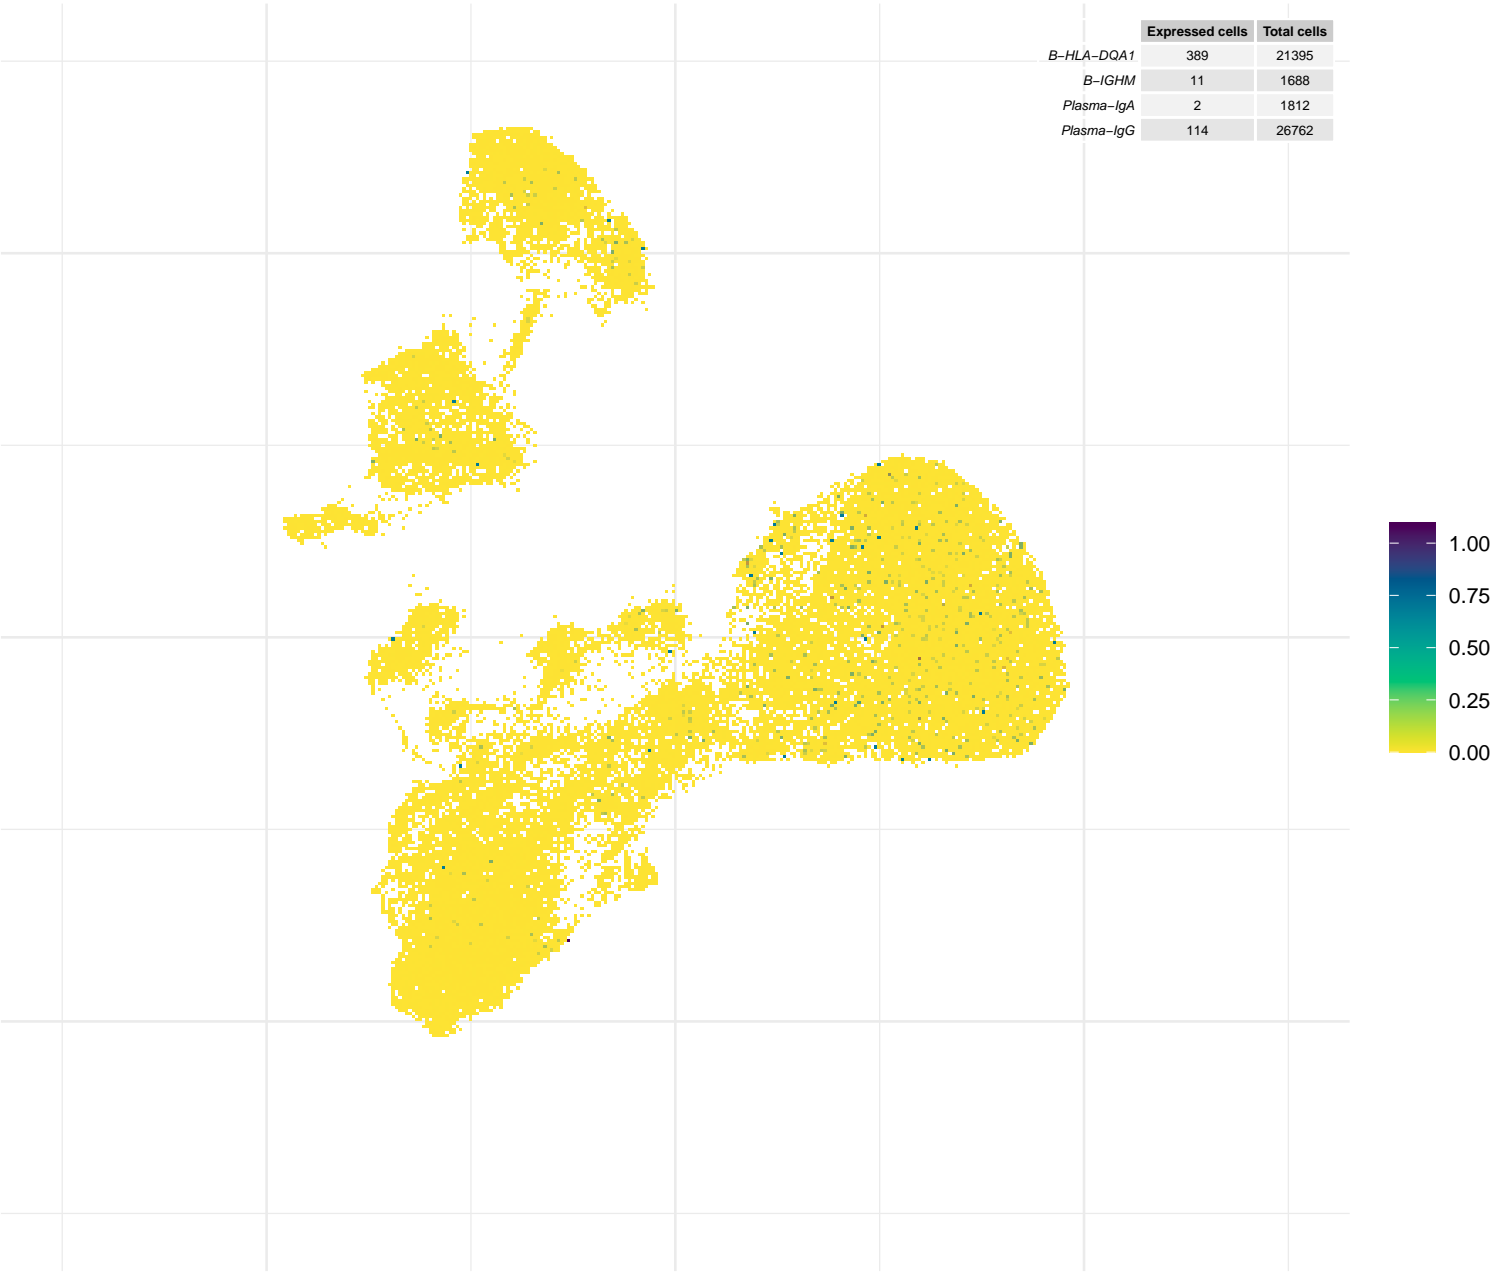 Expressed cells Total cells
B−HLA−DQA1 389 21395
B−IGHM 11 1688
Plasma−IgA 2 1812
Plasma−IgG 114 26762
1.00
0.75
0.50
0.25
0.00